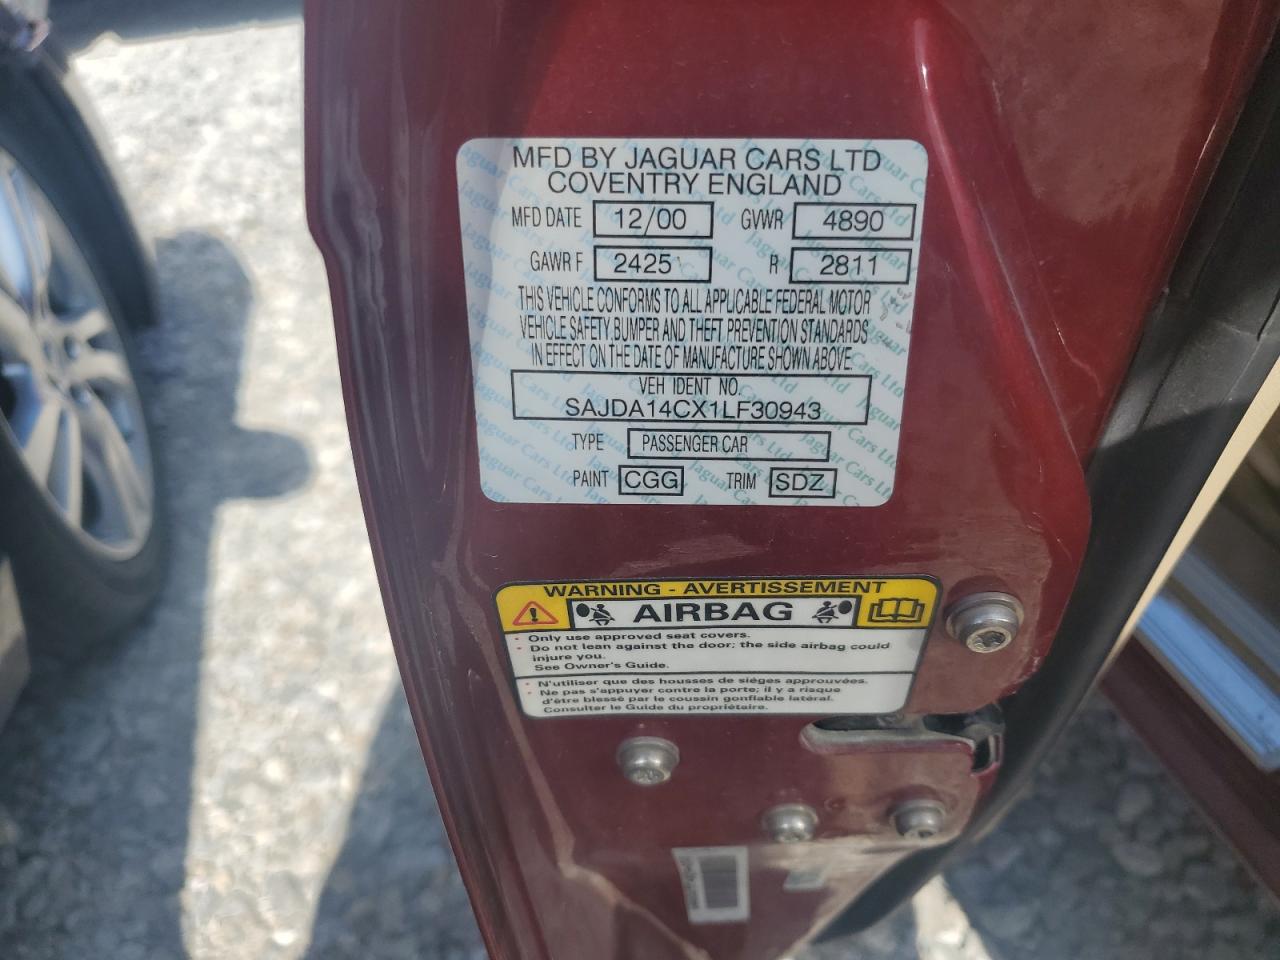 MFD BY JAGUAR CARS LTD
COVENTRY ENGLAND
MFD DATE 12/00 GVWR 4890
GAWR F 2425 R 2811
THIS VEHICLE CONFORMS TO ALL APPLICABLE FEDERAL MOTOR
VEHICLE SAFETY, BUMPER AND THEFT PREVENTION STANDARDS
IN EFFECT ON THE DATE OF MANUFACTURE SHOWN ABOVE.
VEH IDENT NO.
SAJDA14CX1LF30943
TYPE PASSENGER CAR
PAINT CGG TRIM SDZ
WARNING - AVERTISSEMENT
AIRBAG
• Only use approved seat covers.
• Do not lean against the door; the side airbag could
injure you.
See Owner's Guide.
• N'utiliser que des housses de sièges approuvées.
• Ne pas s'appuyer contre la porte; il y a risque
d'être blessé par le coussin gonflable latéral.
Consulter le Guide du propriétaire.